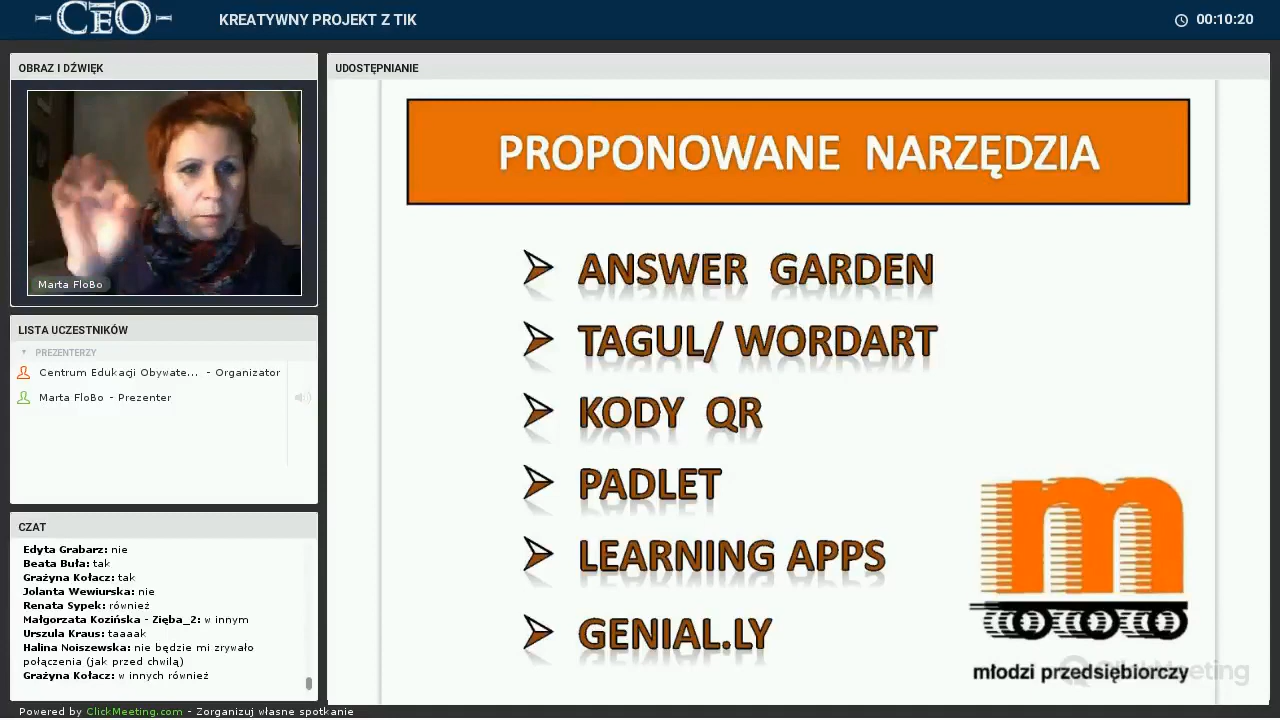 CEO
KREATYWNY PROJEKT Z TIK
00:10:20
OBRAZ I DŹWIĘK
Marta FloBo
LISTA UCZESTNIKÓW
PREZENTERZY
Centrum Edukacji Obywate... - Organizator
Marta FloBo - Prezenter
CZAT
Edyta Grabarz: nie
Beata Buła: tak
Grażyna Kołacz: tak
Jolanta Wewiurska: nie
Renata Sypek: również
Małgorzata Kozińska - Zięba_2: w innym
Urszula Kraus: taaaak
Halina Noiszewska: nie będzie mi zrywało
połączenia (jak przed chwilą)
Grażyna Kołacz: w innych również
UDOSTĘPNIANIE
PROPONOWANE NARZĘDZIA
ANSWER GARDEN
TAGUL/ WORDART
KODY QR
PADLET
LEARNING APPS
GENIAL.LY
m
młodzi przedsiębiorczy
ClickMeeting
Powered by ClickMeeting.com - Zorganizuj własne spotkanie